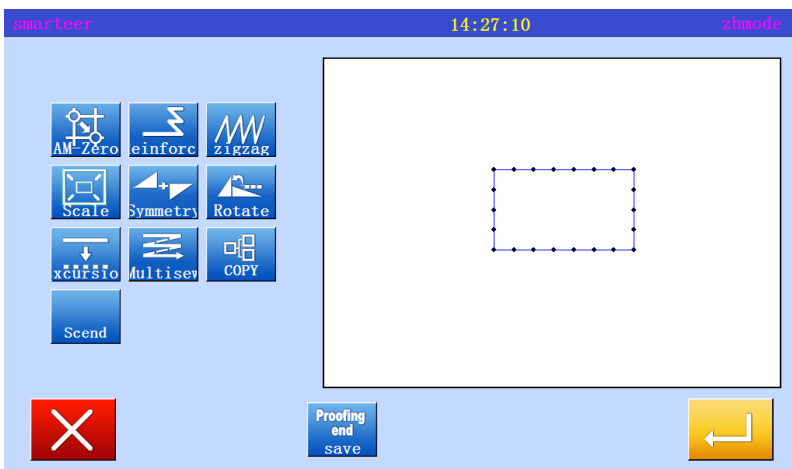 smarteer 14:27:10 zhmode
AM-Zero einforc zigzag
Scale Symmetry Rotate
xcursio Multisew COPY
Scend
Proofing
end
save